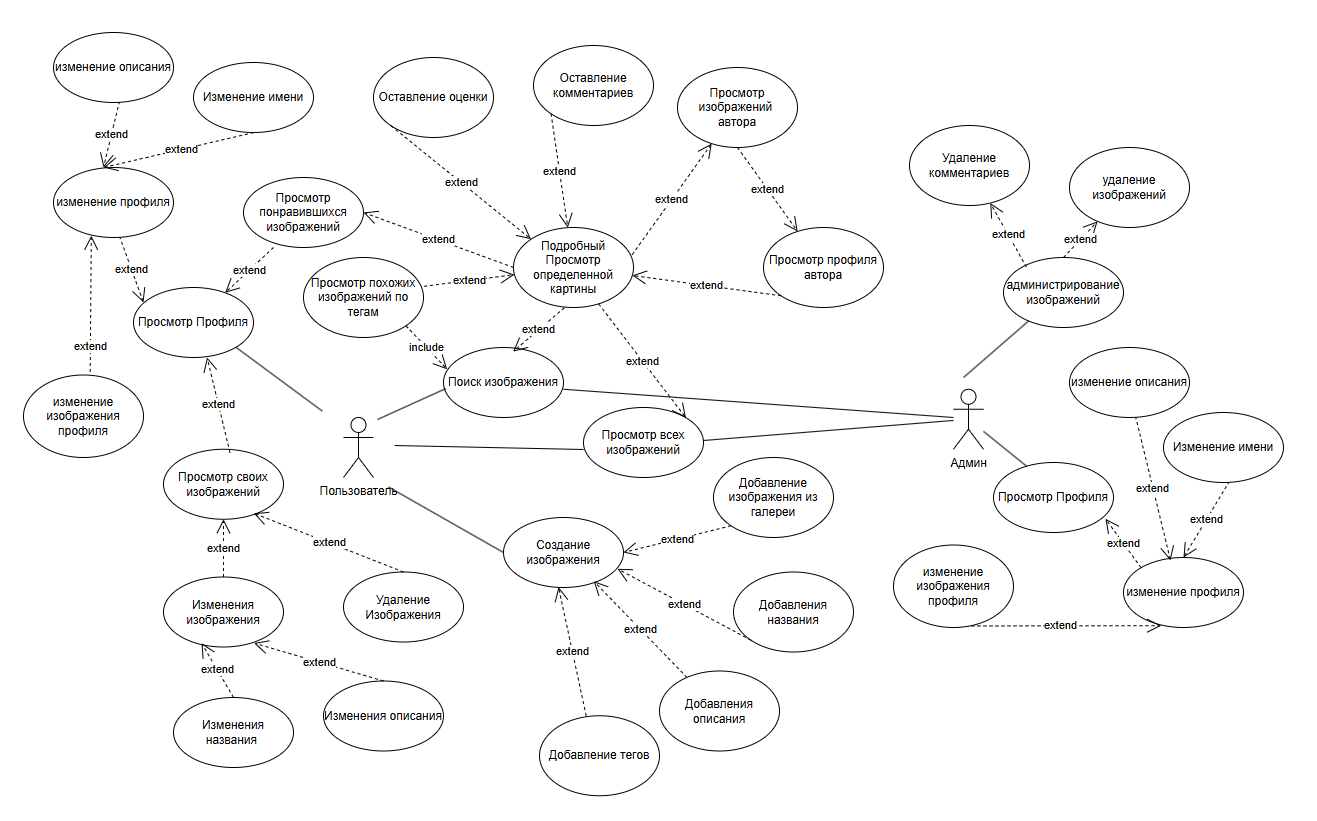 изменение описания
Изменение имени
Оставление оценки
Оставление
комментариев
Просмотр
изображений
автора
extend
extend
extend
extend
extend
extend
Удаление
комментариев
удаление
изображений
изменение профиля
Просмотр
понравившихся
изображений
extend
Подробный
Просмотр
определенной
картины
Просмотр профиля
автора
extend
extend
extend
extend
extend
extend
extend
Просмотр похожих
изображений по
тегам
администрирование
изображений
Просмотр Профиля
extend
include
extend
extend
Поиск изображения
изменение
изображения
профиля
extend
Просмотр всех
изображений
изменение описания
Изменение имени
Пользователь
Админ
Просмотр своих
изображений
Добавление
изображения из
галереи
Просмотр Профиля
extend
extend
extend
extend
extend
extend
Создание
изображения
изменение
изображения
профиля
изменение профиля
extend
Изменения
изображения
Удаление
Изображения
extend
Добавления
названия
extend
extend
extend
extend
Изменения
названия
Изменения описания
Добавления
описания
Добавление тегов